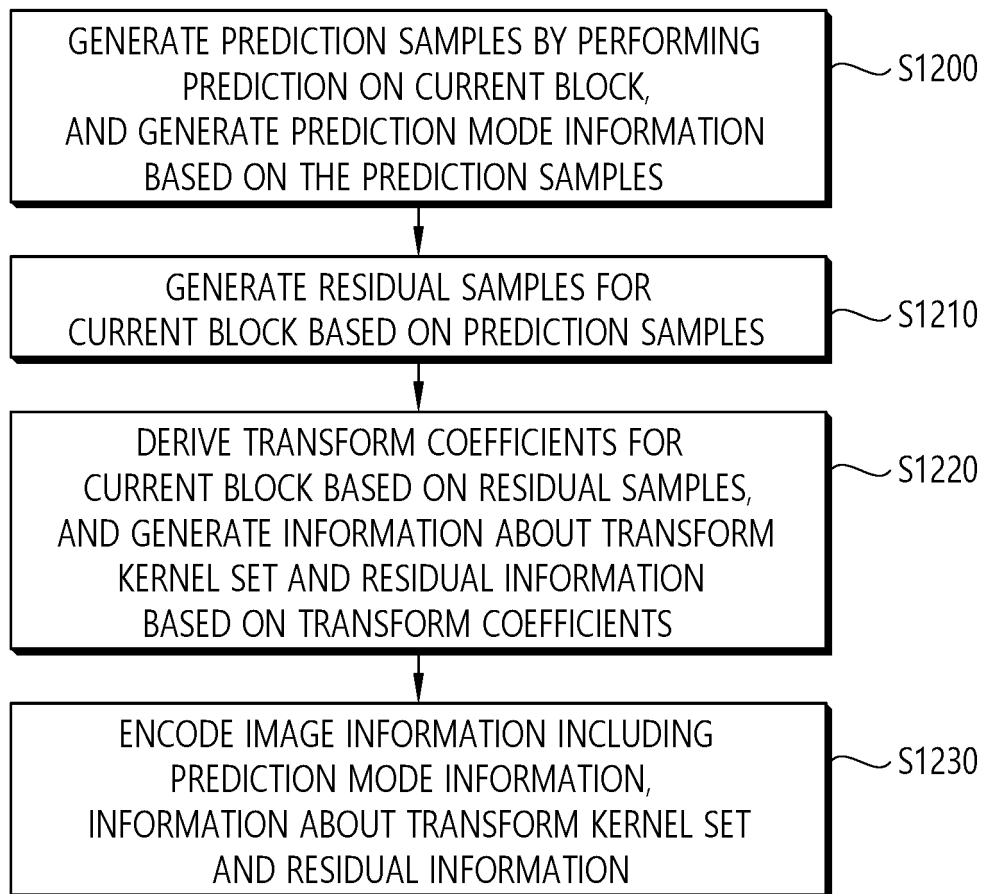 GENERATE PREDICTION SAMPLES BY PERFORMING
PREDICTION ON CURRENT BLOCK,
AND GENERATE PREDICTION MODE INFORMATION
BASED ON THE PREDICTION SAMPLES
S1200
GENERATE RESIDUAL SAMPLES FOR
CURRENT BLOCK BASED ON PREDICTION SAMPLES
S1210
DERIVE TRANSFORM COEFFICIENTS FOR
CURRENT BLOCK BASED ON RESIDUAL SAMPLES,
AND GENERATE INFORMATION ABOUT TRANSFORM
KERNEL SET AND RESIDUAL INFORMATION
BASED ON TRANSFORM COEFFICIENTS
S1220
ENCODE IMAGE INFORMATION INCLUDING
PREDICTION MODE INFORMATION,
INFORMATION ABOUT TRANSFORM KERNEL SET
AND RESIDUAL INFORMATION
S1230